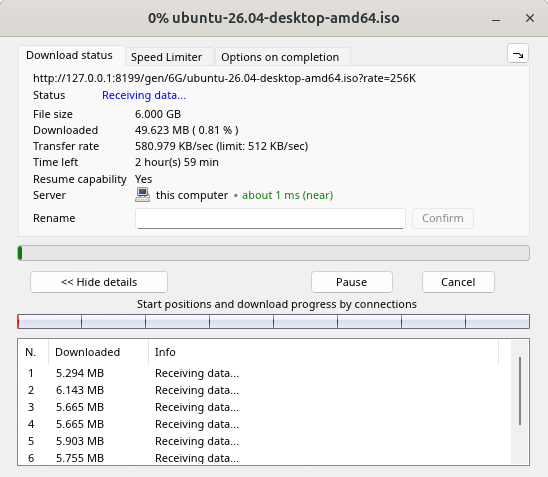 0% ubuntu-26.04-desktop-amd64.iso
Download status Speed Limiter Options on completion
http://127.0.0.1:8199/gen/6G/ubuntu-26.04-desktop-amd64.iso?rate=256K
Status Receiving data...
File size 6.000 GB
Downloaded 49.623 MB ( 0.81 % )
Transfer rate 580.979 KB/sec (limit: 512 KB/sec)
Time left 2 hour(s) 59 min
Resume capability Yes
Server this computer • about 1 ms (near)
Rename Confirm
<< Hide details Pause Cancel
Start positions and download progress by connections
N. Downloaded Info
1 5.294 MB Receiving data...
2 6.143 MB Receiving data...
3 5.665 MB Receiving data...
4 5.665 MB Receiving data...
5 5.903 MB Receiving data...
6 5.755 MB Receiving data...